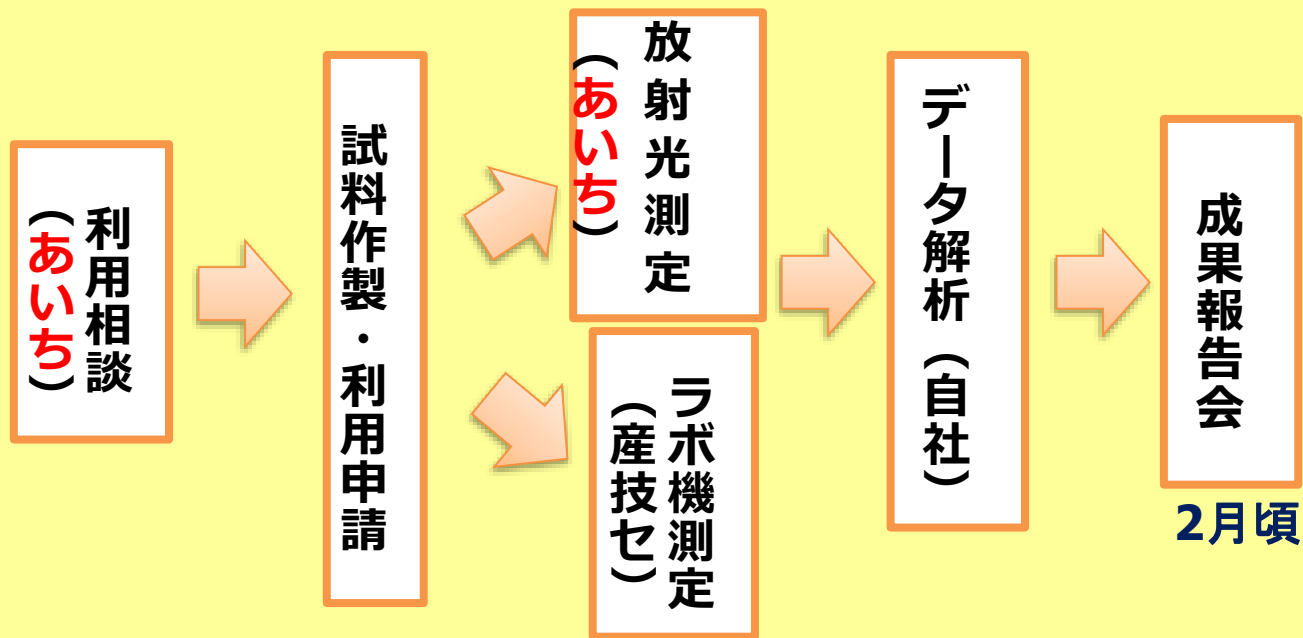 利用相談
（あいち）
試料作製・利用申請
放射光測定
（あいち）
ラボ機測定
（産技セ）
データ解析（自社）
成果報告会
2月頃